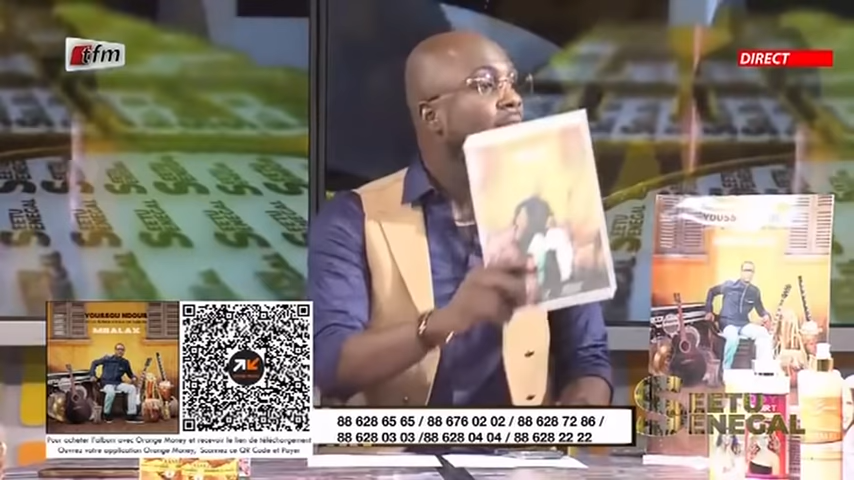 tfm
DIRECT
SEETU
SENEGAL
YOUSS
YOUSSOU NDOUR
MBALAX
88 628 65 65 / 88 676 02 02 / 88 628 72 86 /
88 628 03 03 /88 628 04 04 / 88 628 22 22
Pour acheter l'album avec Orange Money et recevoir le lien de téléchargement
Ouvrez votre application Orange Money, Scannez ce QR Code et Payer
SEETU
SENEGAL